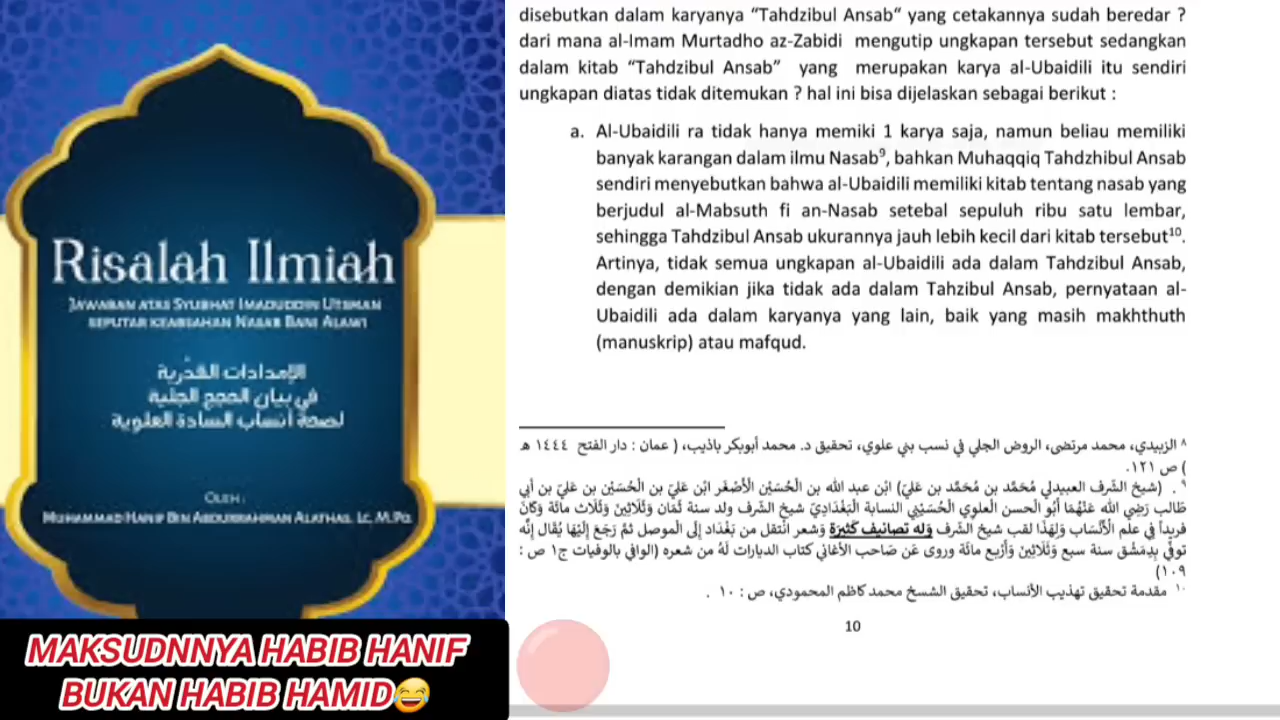 Risalah Ilmiah
Jawaban atas Syubhat Imaduddin Utsman
seputar keabsahan Nasab Bani Alawi
الإمدادات القدّرية
في بيان الحجج الجلية
لصحة أنساب السادة العلوية
Oleh :
Muhammad Hanif Bin Abdurrahman Alathas, Lc, M.Pd.
MAKSUDNNYA HABIB HANIF
BUKAN HABIB HAMID😂
disebutkan dalam karyanya “Tahdzibul Ansab” yang cetakannya sudah beredar ?
dari mana al-Imam Murtadho az-Zabidi mengutip ungkapan tersebut sedangkan
dalam kitab “Tahdzibul Ansab” yang merupakan karya al-Ubaidili itu sendiri
ungkapan diatas tidak ditemukan ? hal ini bisa dijelaskan sebagai berikut :
a. Al-Ubaidili ra tidak hanya memiki 1 karya saja, namun beliau memiliki
banyak karangan dalam ilmu Nasab⁹, bahkan Muhaqqiq Tahdzhibul Ansab
sendiri menyebutkan bahwa al-Ubaidili memiliki kitab tentang nasab yang
berjudul al-Mabsuth fi an-Nasab setebal sepuluh ribu satu lembar,
sehingga Tahdzibul Ansab ukurannya jauh lebih kecil dari kitab tersebut¹⁰.
Artinya, tidak semua ungkapan al-Ubaidili ada dalam Tahdzibul Ansab,
dengan demikian jika tidak ada dalam Tahzibul Ansab, pernyataan al-
Ubaidili ada dalam karyanya yang lain, baik yang masih makhthuth
(manuskrip) atau mafqud.
٨ الزبيدي، محمد مرتضى، الروض الجلي في نسب بني علوي، تحقيق د. محمد أبوبكر باذيب، ( عمان : دار الفتح ١٤٤٤ ه
) ص ١٢١.
٩ . (شيخ الشّرف العبيدلي مُحَمَّد بن مُحَمَّد بن عَليّ) ابْن عبد الله بن الْحُسَيْن الْأَصْغَر ابْن عَليّ بن الْحُسَيْن بن عَليّ بن أبي
طَالب رَضِي الله عَنْهُمَا أَبُو الْحسن العلوي الْحُسَيْنِي النسابة الْبَغْدَادِيّ شيخ الشّرف ولد سنة ثَمَان وَثَلَاثِينَ وَثَلَاث مائَة وَكَانَ
فريداً فِي علم الْأَنْسَاب وَلِهَذَا لقب شيخ الشّرف وَله تصانيف كَثِيرَة وَشعر انْتقل من بَغْدَاد إِلَى الْموصل ثمَّ رَجَعَ إِلَيْهَا يُقَال إِنَّه
توفّي بِدِمَشْق سنة سبع وَثَلَاثِينَ وَأَرْبع مائَة وروى عَن صَاحب الأغاني كتاب الديارات لَهُ من شعره (الوافي بالوفيات ج١ ص :
١٠٩)
١٠ مقدمة تحقيق تهذيب الأنساب، تحقيق الشسخ محمد كاظم المحمودي، ص : ١٠ .
10